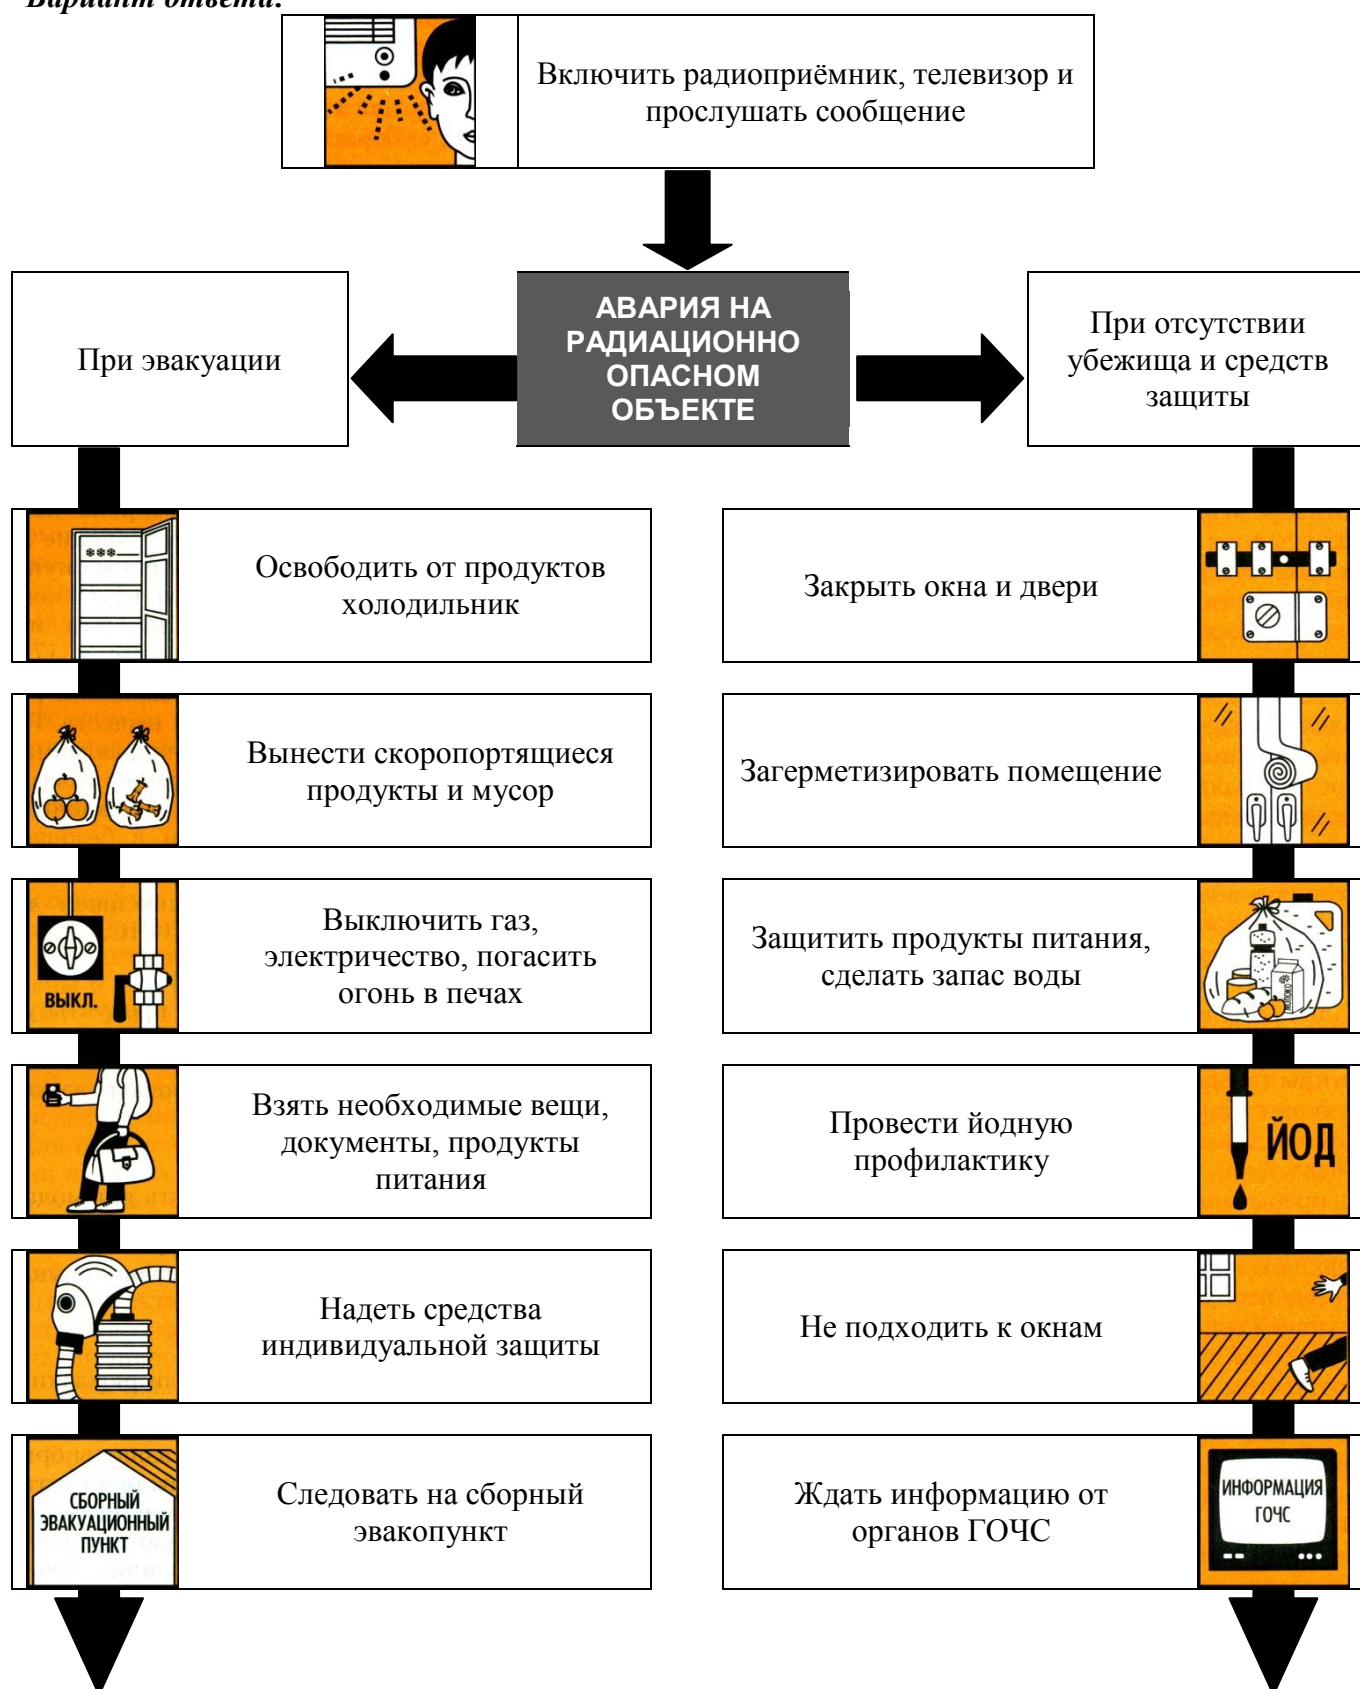 Вариант ответа:
Включить радиоприёмник, телевизор и
прослушать сообщение
АВАРИЯ НА
РАДИАЦИОННО
ОПАСНОМ
ОБЪЕКТЕ
При эвакуации
При отсутствии
убежища и средств
защиты
Освободить от продуктов
холодильник
Вынести скоропортящиеся
продукты и мусор
ВЫКЛ.
Выключить газ,
электричество, погасить
огонь в печах
Взять необходимые вещи,
документы, продукты
питания
Надеть средства
индивидуальной защиты
СБОРНЫЙ
ЭВАКУАЦИОННЫЙ
ПУНКТ
Следовать на сборный
эвакопункт
Закрыть окна и двери
Загерметизировать помещение
Защитить продукты питания,
сделать запас воды
МОЛОКО
Провести йодную
профилактику
ЙОД
Не подходить к окнам
Ждать информацию от
органов ГОЧС
ИНФОРМАЦИЯ
ГОЧС